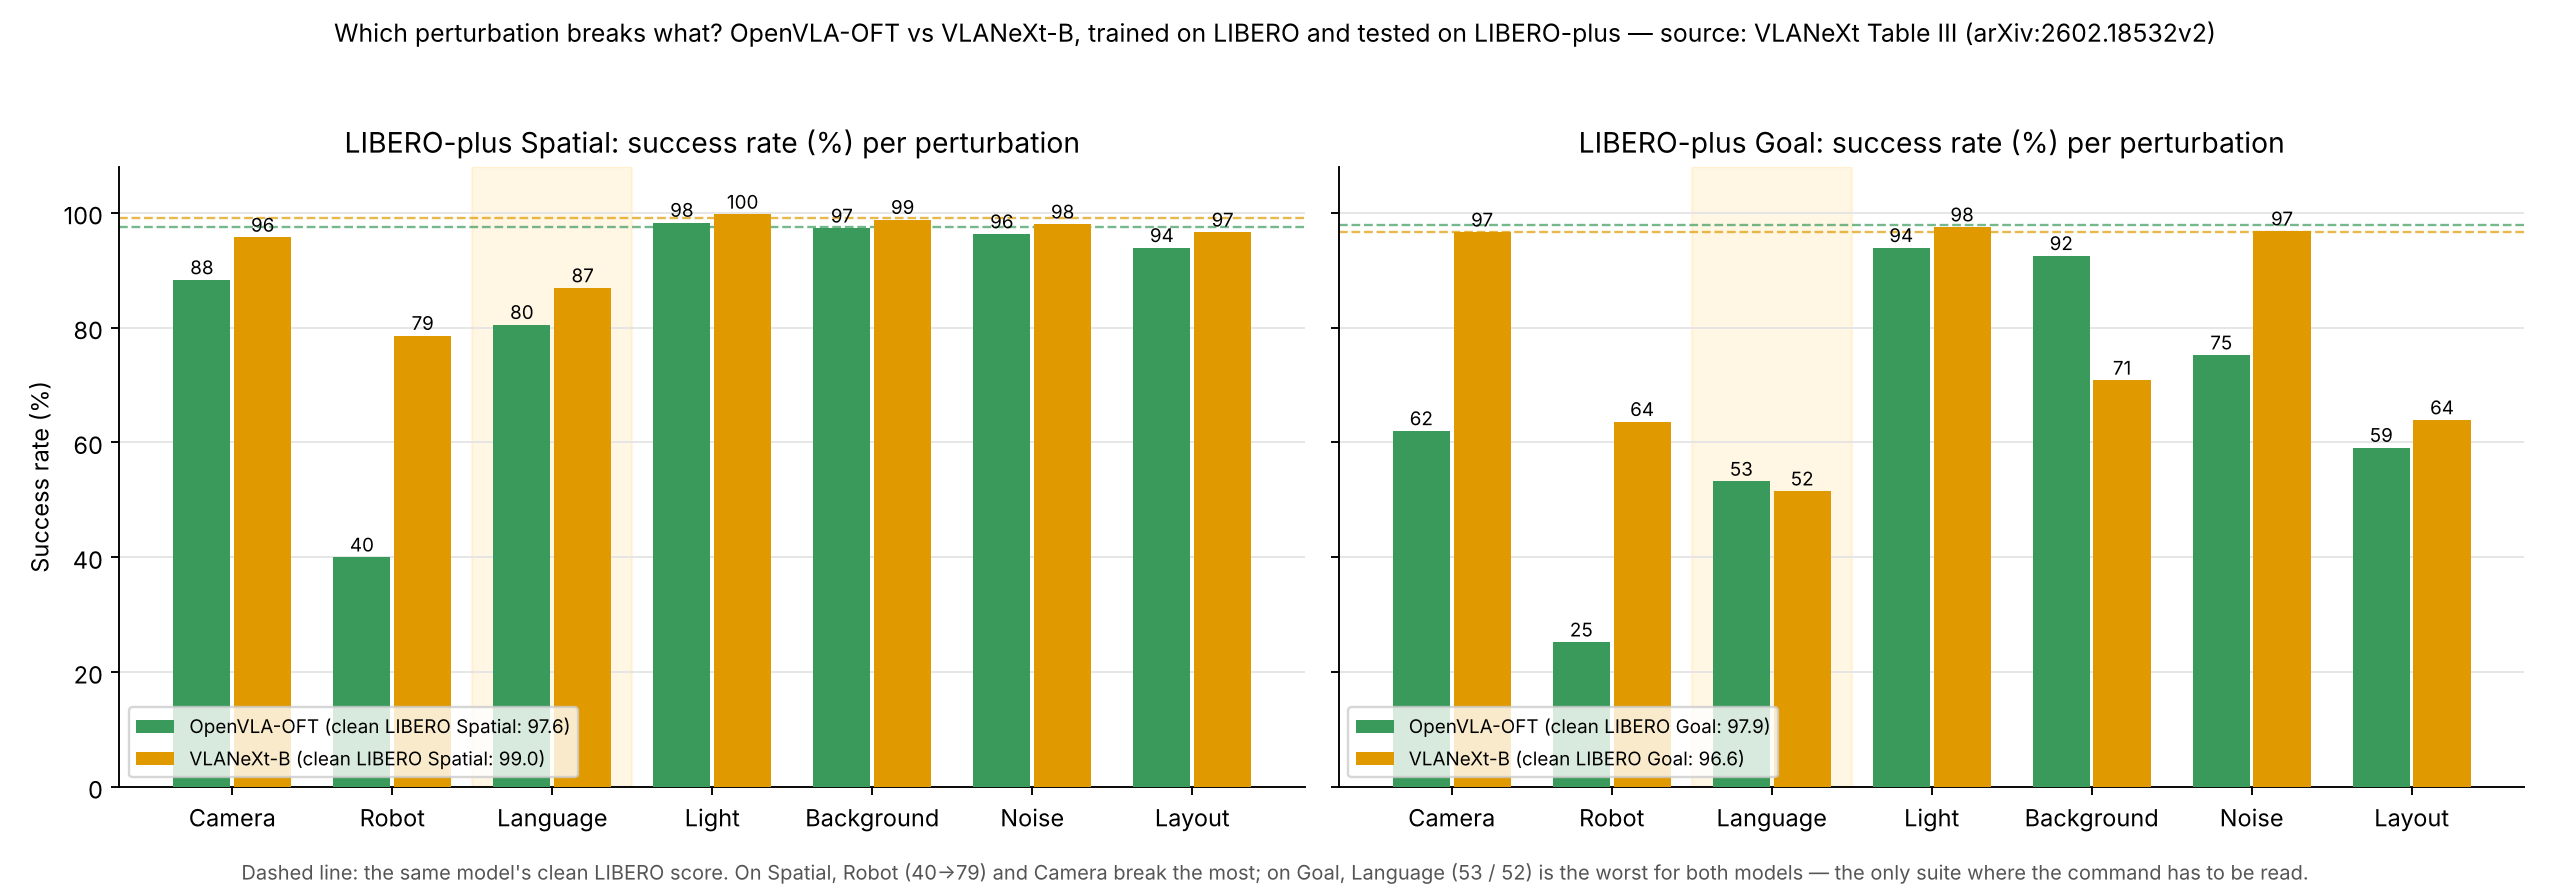 Which perturbation breaks what? OpenVLA-OFT vs VLANeXt-B, trained on LIBERO and tested on LIBERO-plus — source: VLANeXt Table III (arXiv:2602.18532v2)
LIBERO-plus Spatial: success rate (%) per perturbation
Success rate (%)
100
80
60
40
20
0
88
96
40
79
80
87
98
100
97
99
96
98
94
97
OpenVLA-OFT (clean LIBERO Spatial: 97.6)
VLANeXt-B (clean LIBERO Spatial: 99.0)
Camera
Robot
Language
Light
Background
Noise
Layout
LIBERO-plus Goal: success rate (%) per perturbation
62
97
25
64
53
52
94
98
92
71
75
97
59
64
OpenVLA-OFT (clean LIBERO Goal: 97.9)
VLANeXt-B (clean LIBERO Goal: 96.6)
Camera
Robot
Language
Light
Background
Noise
Layout
Dashed line: the same model's clean LIBERO score. On Spatial, Robot (40→79) and Camera break the most; on Goal, Language (53 / 52) is the worst for both models — the only suite where the command has to be read.